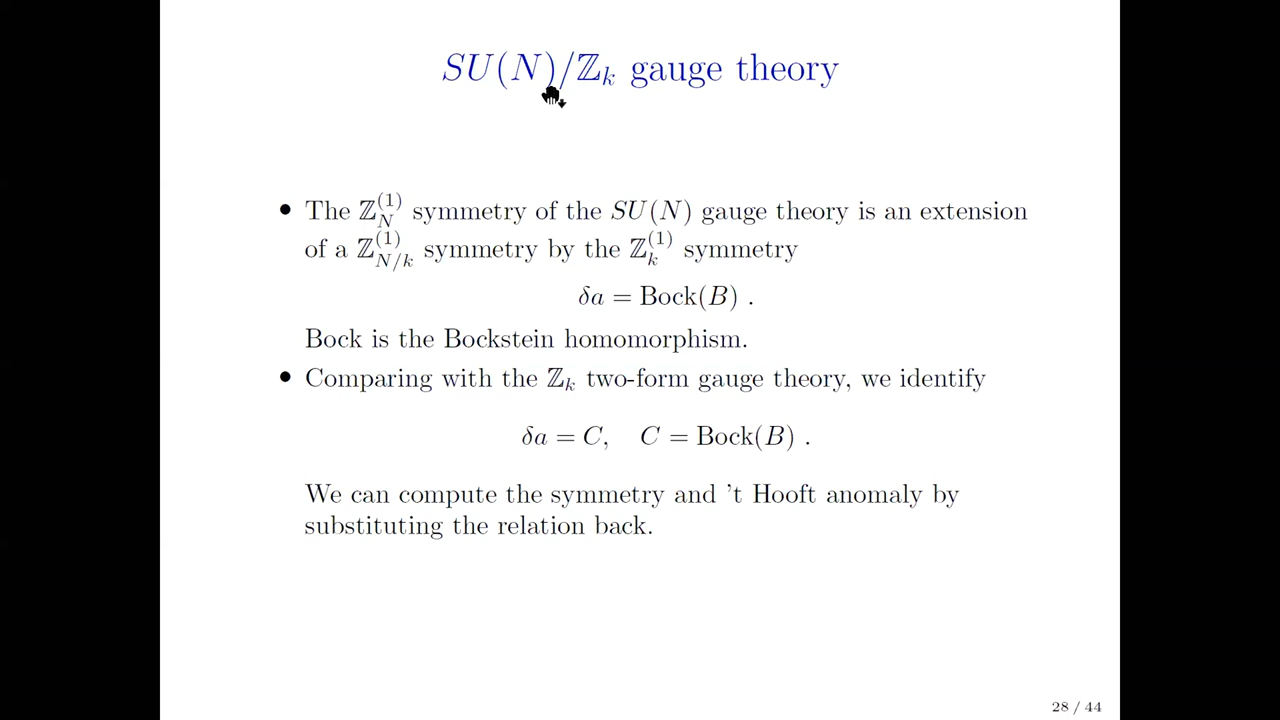 SU(N)/ℤ_k gauge theory
• The ℤ_N^{(1)} symmetry of the SU(N) gauge theory is an extension
of a ℤ_{N/k}^{(1)} symmetry by the ℤ_k^{(1)} symmetry
δa = Bock(B) .
Bock is the Bockstein homomorphism.
• Comparing with the ℤ_k two-form gauge theory, we identify
δa = C, C = Bock(B) .
We can compute the symmetry and ’t Hooft anomaly by
substituting the relation back.
28 / 44